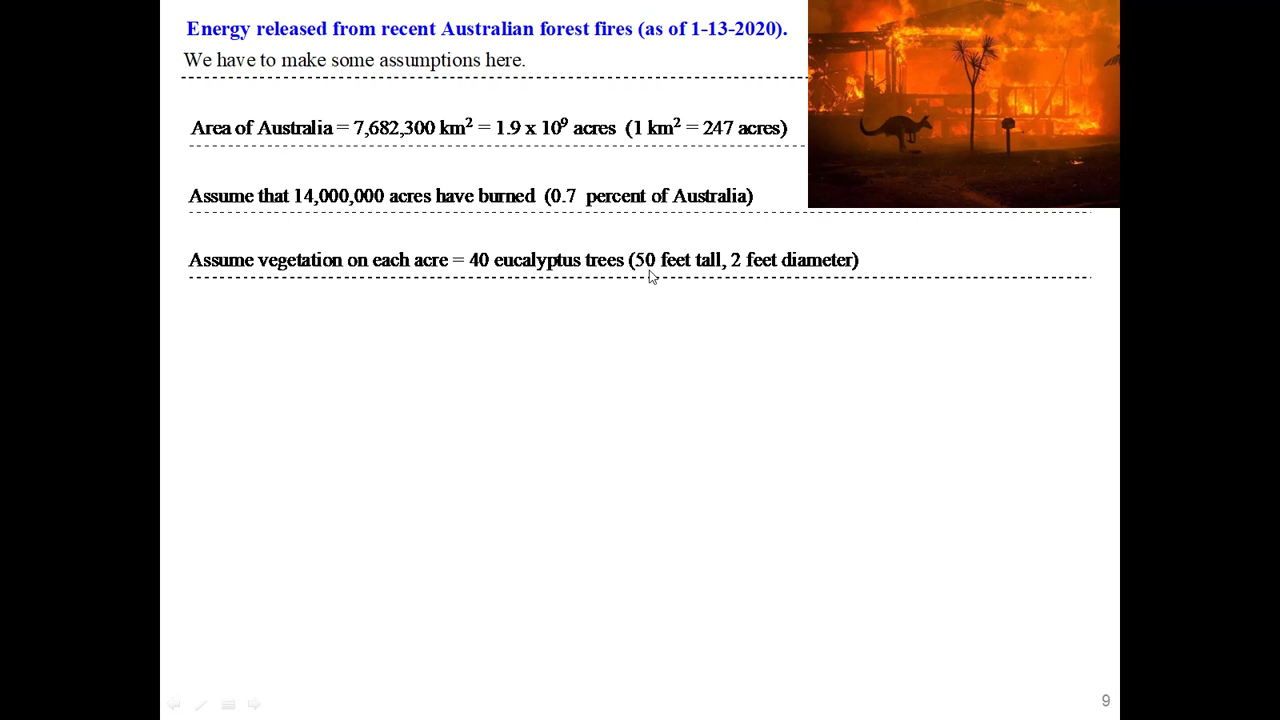 Energy released from recent Australian forest fires (as of 1-13-2020).
We have to make some assumptions here.
Area of Australia = 7,682,300 km² = 1.9 x 10⁹ acres (1 km² = 247 acres)
Assume that 14,000,000 acres have burned (0.7 percent of Australia)
Assume vegetation on each acre = 40 eucalyptus trees (50 feet tall, 2 feet diameter)
9